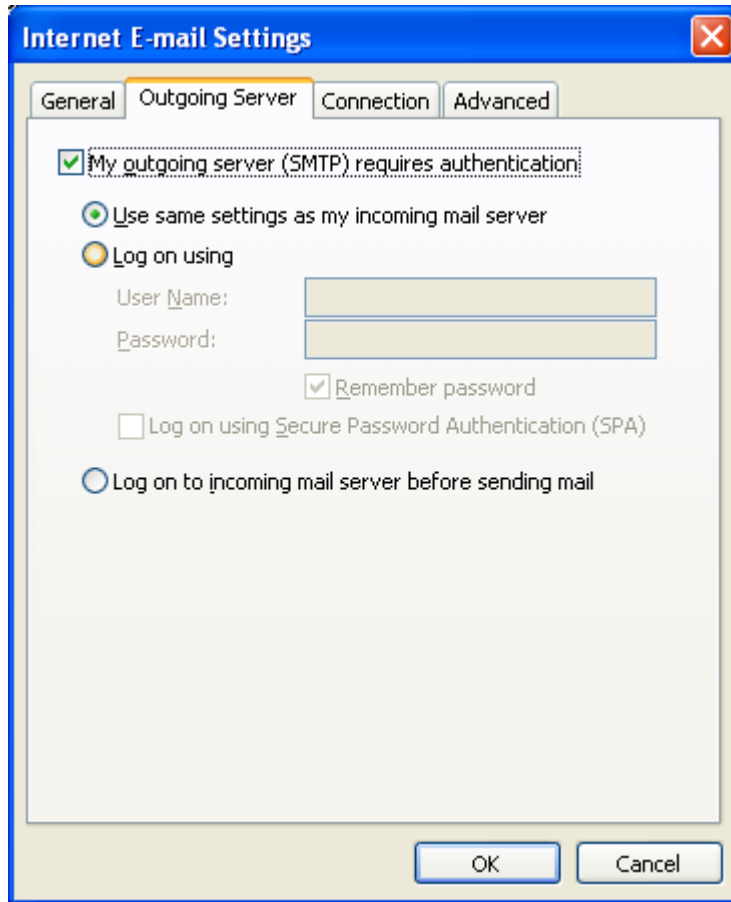 Internet E-mail Settings
General Outgoing Server Connection Advanced
My outgoing server (SMTP) requires authentication
Use same settings as my incoming mail server
Log on using
User Name:
Password:
Remember password
Log on using Secure Password Authentication (SPA)
Log on to incoming mail server before sending mail
OK Cancel